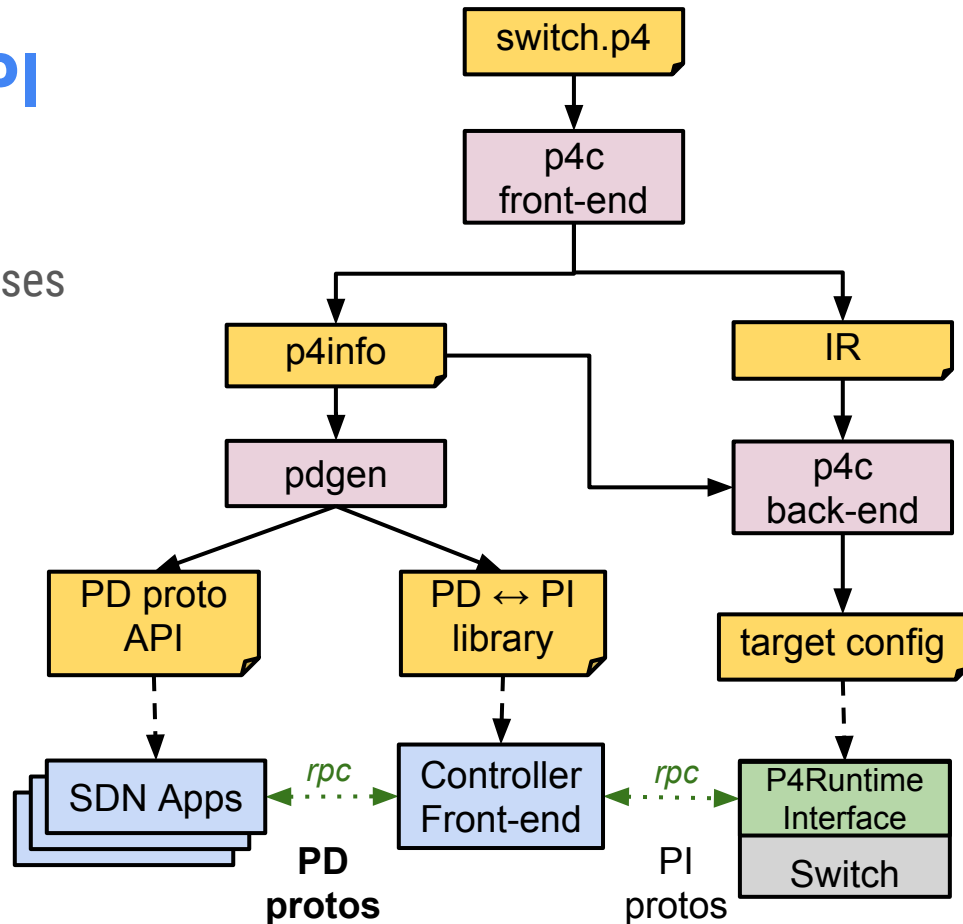 switch.p4
PI
p4c
front-end
ses
p4info
IR
pdgen
p4c
back-end
PD proto
API
PD ↔ PI
library
target config
SDN Apps
rpc
Controller
Front-end
rpc
P4Runtime
Interface
Switch
PD
protos
PI
protos